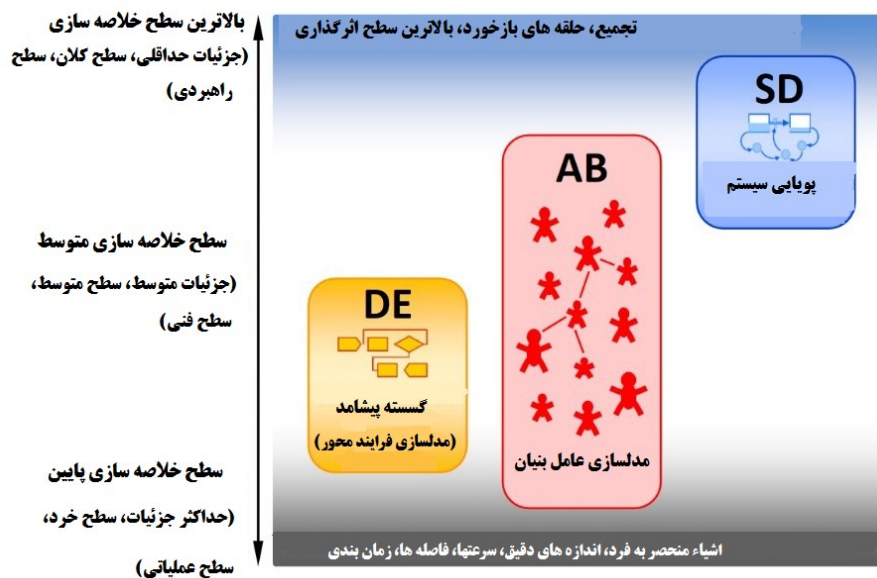 بالاترین سطح خلاصه سازی
(جزئیات حداقلی، سطح کلان، سطح
راهبردی)
تجمیع، حلقه های بازخورد، بالاترین سطح اثرگذاری
SD
پویایی سیستم
AB
مدلسازی عامل بنیان
سطح خلاصه سازی متوسط
(جزئیات متوسط، سطح متوسط،
سطح فنی)
DE
گسسته پیشامد
(مدلسازی فرایند محور)
سطح خلاصه سازی پایین
(حداکثر جزئیات، سطح خرد،
سطح عملیاتی)
اشیاء منحصر به فرد، اندازه های دقیق، سرعتها، فاصله ها، زمان بندی